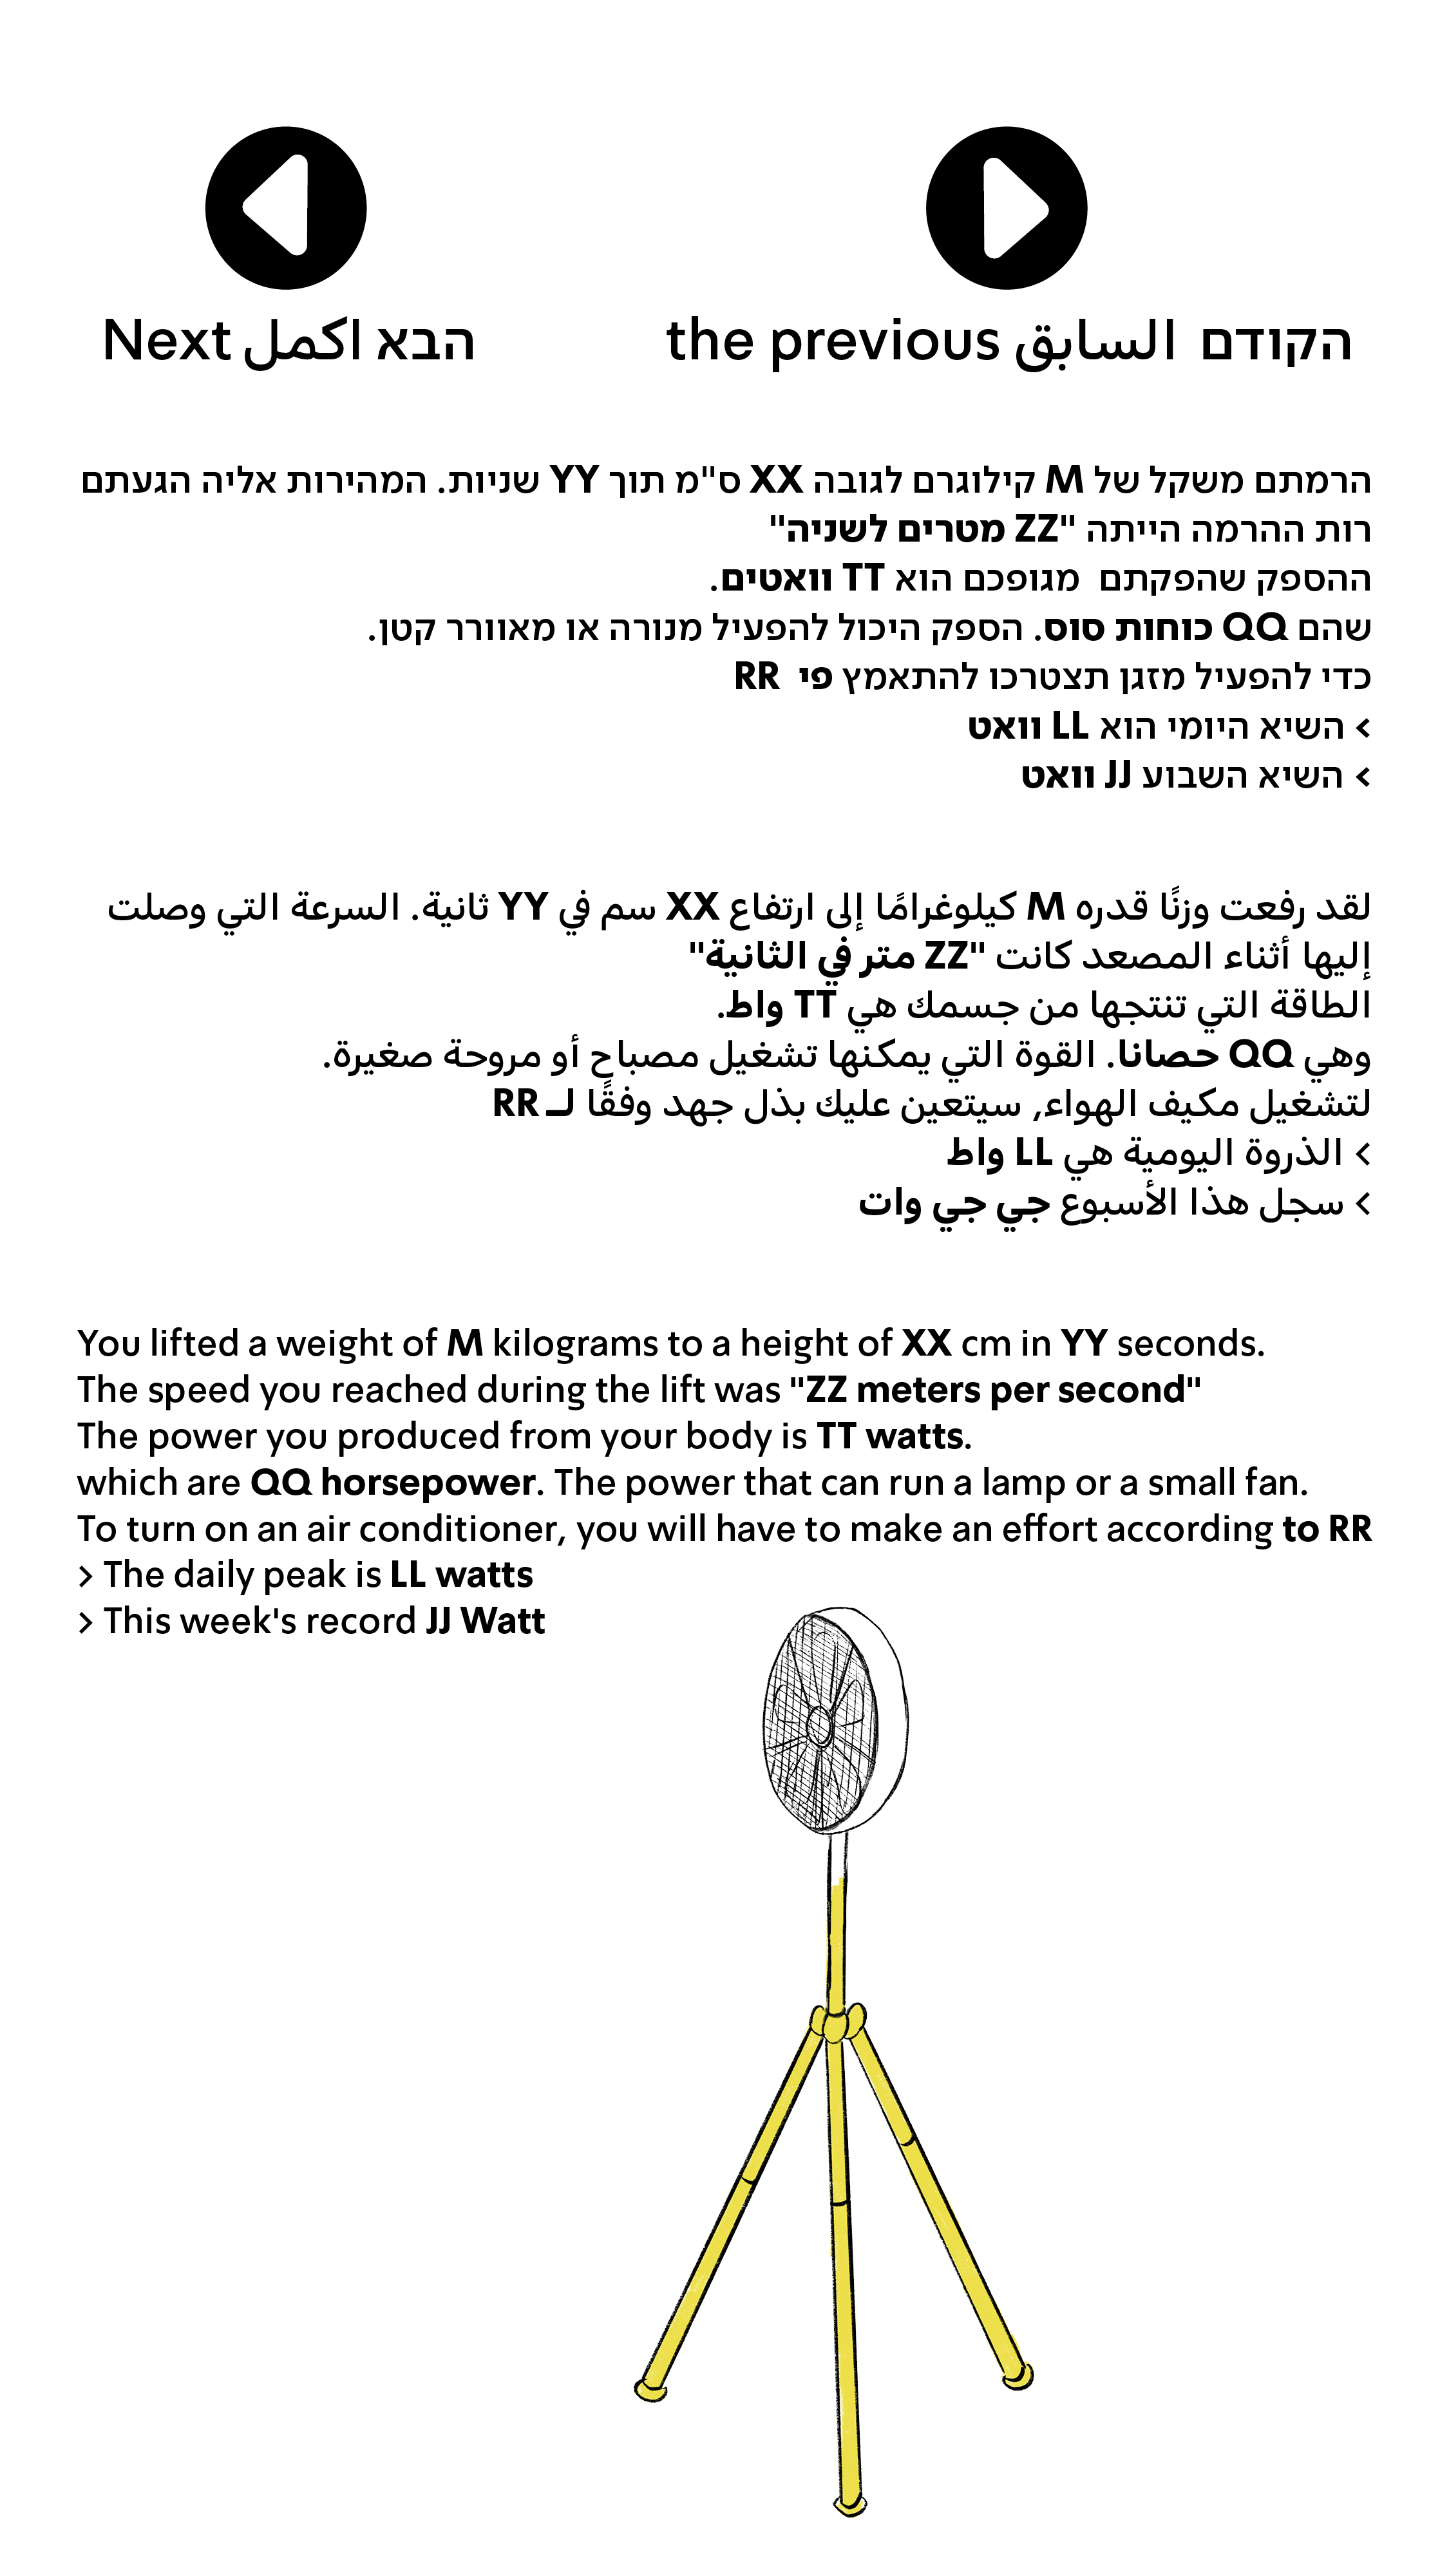 הבא اكمل Next
הקודם السابق the previous
הרמתם משקל של M קילוגרם לגובה XX ס"מ תוך YY שניות. המהירות אליה הגעתם
רות ההרמה הייתה "ZZ מטרים לשניה"
ההספק שהפקתם מגופכם הוא TT וואטים.
שהם QQ כוחות סוס. הספק היכול להפעיל מנורה או מאוורר קטן.
כדי להפעיל מזגן תצטרכו להתאמץ פי RR
> השיא היומי הוא LL וואט
> השיא השבוע JJ וואט
لقد رفعت وزنًا قدره M كيلوغرامًا إلى ارتفاع XX سم في YY ثانية. السرعة التي وصلت
إليها أثناء المصعد كانت "ZZ متر في الثانية"
الطاقة التي تنتجها من جسمك هي TT واط.
وهي QQ حصانا. القوة التي يمكنها تشغيل مصباح أو مروحة صغيرة.
لتشغيل مكيف الهواء, سيتعين عليك بذل جهد وفقًا لـ RR
> الذروة اليومية هي LL واط
> سجل هذا الأسبوع جي جي وات
You lifted a weight of M kilograms to a height of XX cm in YY seconds.
The speed you reached during the lift was "ZZ meters per second"
The power you produced from your body is TT watts.
which are QQ horsepower. The power that can run a lamp or a small fan.
To turn on an air conditioner, you will have to make an effort according to RR
> The daily peak is LL watts
> This week's record JJ Watt